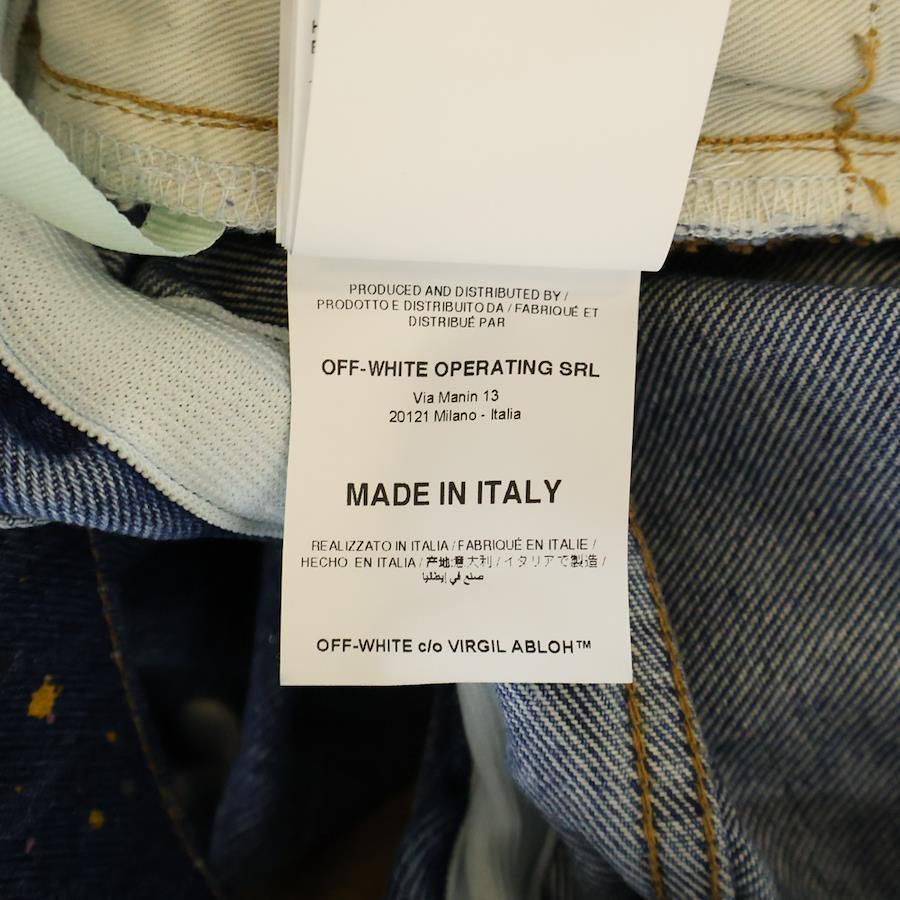 PRODUCED AND DISTRIBUTED BY /
PRODOTTO E DISTRIBUITO DA / FABRIQUÉ ET
DISTRIBUÉ PAR
OFF-WHITE OPERATING SRL
Via Manin 13
20121 Milano - Italia
MADE IN ITALY
REALIZZATO IN ITALIA / FABRIQUÉ EN ITALIE /
HECHO EN ITALIA / 产地:意大利 / イタリアで製造 /
صنع في إيطاليا
OFF-WHITE c/o VIRGIL ABLOH™